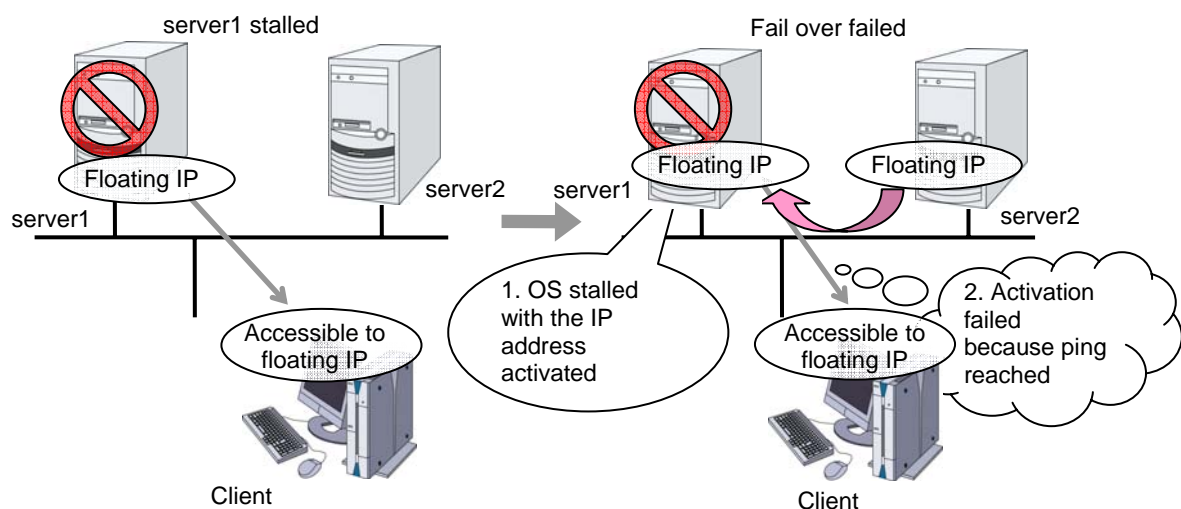 server1 stalled
Floating IP
server2
server1
Accessible to
floating IP
Client
Fail over failed
Floating IP
Floating IP
server1
server2
1. OS stalled
with the IP
address
activated
2. Activation
failed
because ping
reached
Accessible to
floating IP
Client